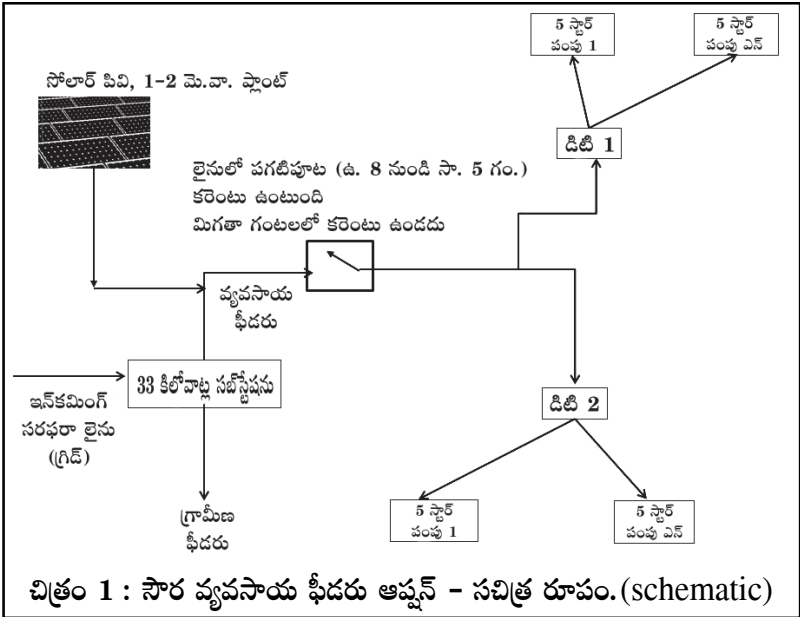 5 స్టార్
పంపు 1
5 స్టార్
పంపు ఎన్
సోలార్ పివి, 1-2 మె.వా. ప్లాంట్
డిటి 1
లైనులో పగటిపూట (ఉ. 8 నుండి సా. 5 గం.)
కరెంటు ఉంటుంది
మిగతా గంటలలో కరెంటు ఉండదు
వ్యవసాయ
ఫీడరు
33 కిలోవాట్ల సబ్‌స్టేషను
ఇన్‌కమింగ్
సరఫరా లైను
(గ్రిడ్)
డిటి 2
గ్రామీణ
ఫీడరు
5 స్టార్
పంపు 1
5 స్టార్
పంపు ఎన్
చిత్రం 1 : సౌర వ్యవసాయ ఫీడరు ఆప్షన్ - సచిత్ర రూపం.(schematic)